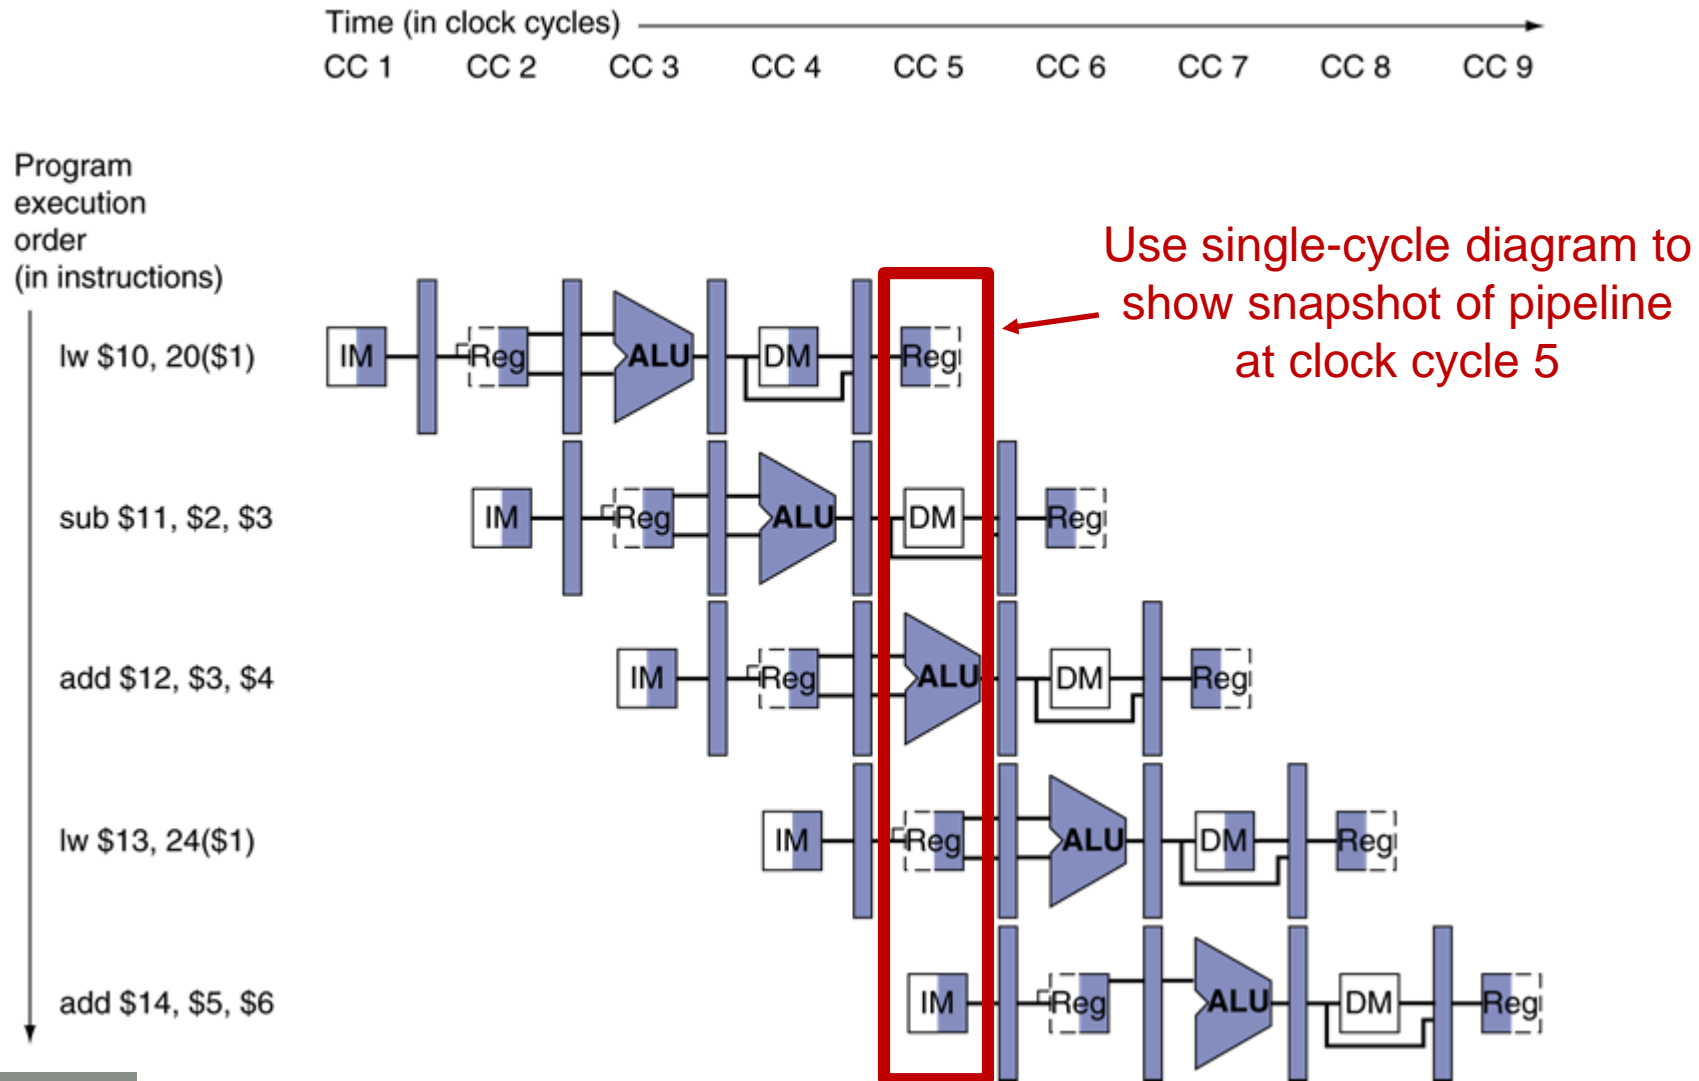 Time (in clock cycles)
CC 1 CC 2 CC 3 CC 4 CC 5 CC 6 CC 7 CC 8 CC 9
Program
execution
order
(in instructions)
Use single-cycle diagram to
show snapshot of pipeline
at clock cycle 5
lw $10, 20($1) IM Reg ALU DM Reg
sub $11, $2, $3 IM Reg ALU DM Reg
add $12, $3, $4 IM Reg ALU DM Reg
lw $13, 24($1) IM Reg ALU DM Reg
add $14, $5, $6 IM Reg ALU DM Reg